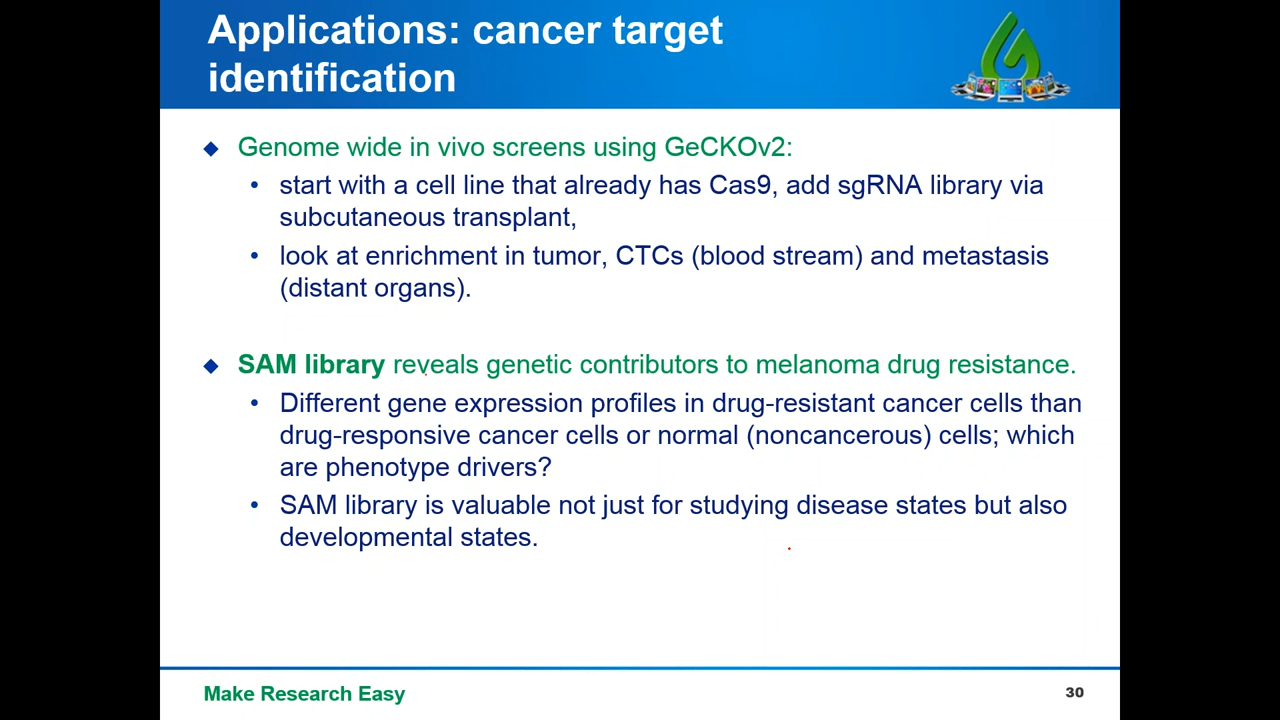 Applications: cancer target
identification
◆ Genome wide in vivo screens using GeCKOv2:
• start with a cell line that already has Cas9, add sgRNA library via
subcutaneous transplant,
• look at enrichment in tumor, CTCs (blood stream) and metastasis
(distant organs).
◆ SAM library reveals genetic contributors to melanoma drug resistance.
• Different gene expression profiles in drug-resistant cancer cells than
drug-responsive cancer cells or normal (noncancerous) cells; which
are phenotype drivers?
• SAM library is valuable not just for studying disease states but also
developmental states.
Make Research Easy
30